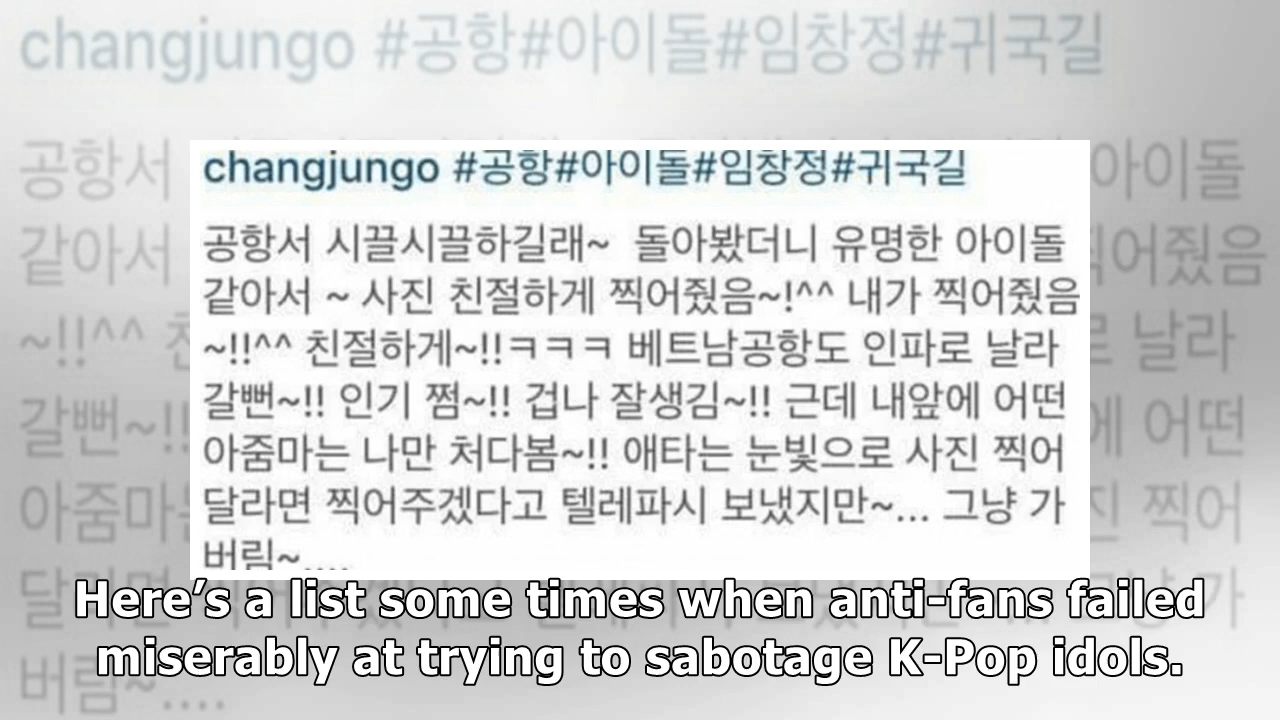 changjungo #공항#아이돌#임창정#귀국길
공항서 시끌시끌하길래~ 돌아봤더니 유명한 아이돌
같아서 ~ 사진 친절하게 찍어줬음~!^^ 내가 찍어줬음
~!!^^ 친절하게~!!ㅋㅋㅋ 베트남공항도 인파로 날라
갈뻔~!! 인기 쩜~!! 겁나 잘생김~!! 근데 내앞에 어떤
아줌마는 나만 처다봄~!! 애타는 눈빛으로 사진 찍어
달라면 찍어주겠다고 텔레파시 보냈지만~... 그냥 가
버림~....
Here’s a list some times when anti-fans failed
miserably at trying to sabotage K-Pop idols.